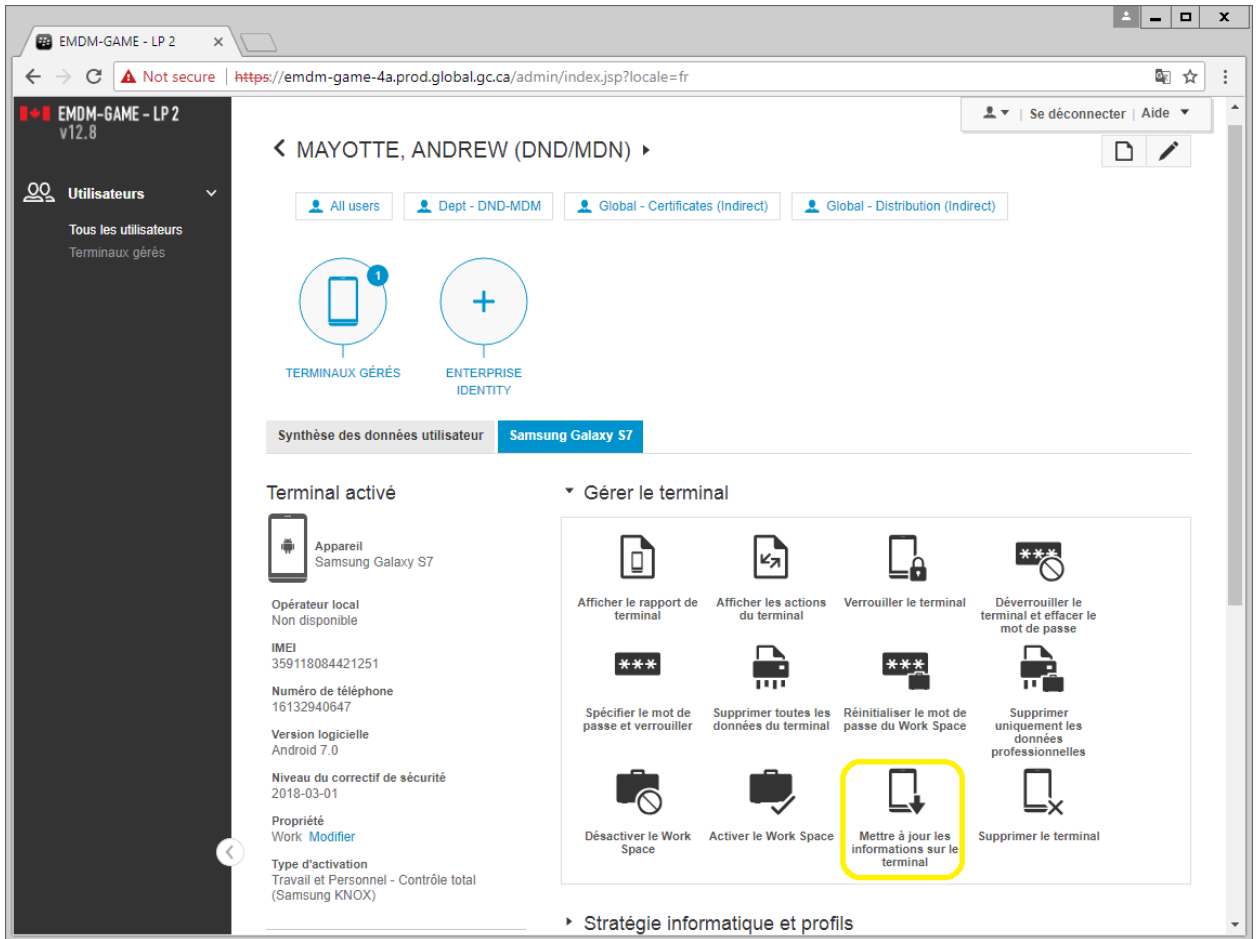 EMDM-GAME - LP 2
Not secure | https://emdm-game-4a.prod.global.gc.ca/admin/index.jsp?locale=fr
EMDM-GAME – LP 2
v12.8
Se déconnecter | Aide
MAYOTTE, ANDREW (DND/MDN)
Utilisateurs
Tous les utilisateurs
Terminaux gérés
All users
Dept - DND-MDM
Global - Certificates (Indirect)
Global - Distribution (Indirect)
1
TERMINAUX GÉRÉS
ENTERPRISE
IDENTITY
Synthèse des données utilisateur
Samsung Galaxy S7
Terminal activé
Appareil
Samsung Galaxy S7
Opérateur local
Non disponible
IMEI
359118084421251
Numéro de téléphone
16132940647
Version logicielle
Android 7.0
Niveau du correctif de sécurité
2018-03-01
Propriété
Work Modifier
Type d'activation
Travail et Personnel - Contrôle total
(Samsung KNOX)
Gérer le terminal
Afficher le rapport de
terminal
Afficher les actions
du terminal
Verrouiller le terminal
Déverrouiller le
terminal et effacer le
mot de passe
Spécifier le mot de
passe et verrouiller
Supprimer toutes les
données du terminal
Réinitialiser le mot de
passe du Work Space
Supprimer
uniquement les
données
professionnelles
Désactiver le Work
Space
Activer le Work Space
Mettre à jour les
informations sur le
terminal
Supprimer le terminal
Stratégie informatique et profils